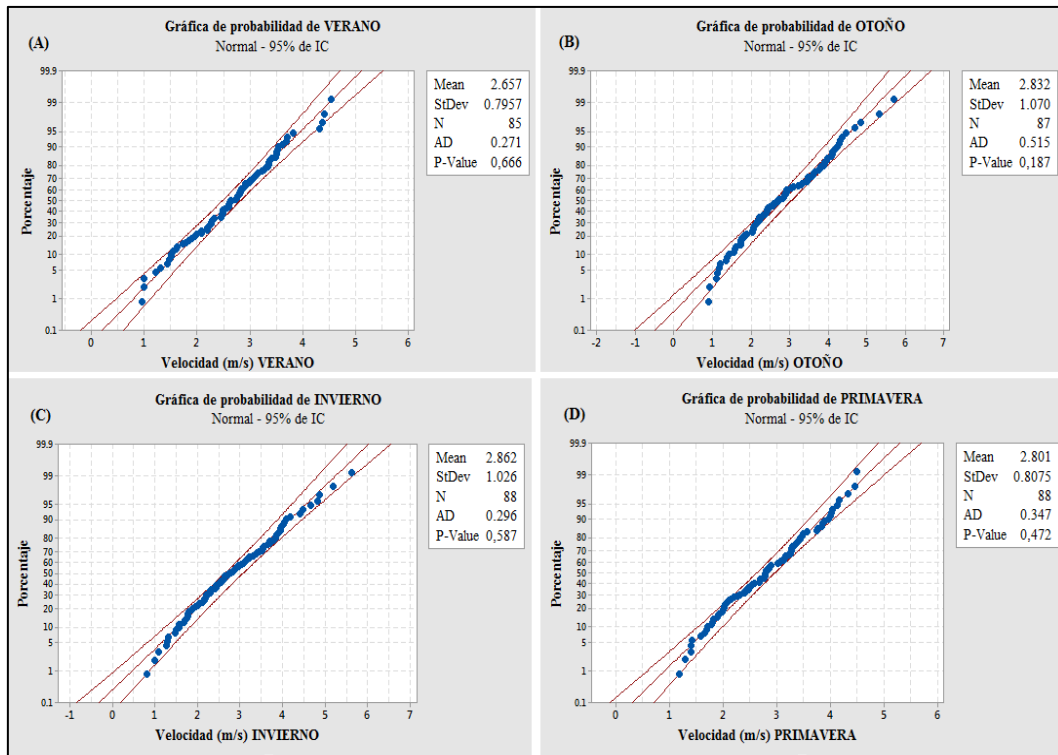 (A)
Gráfica de probabilidad de VERANO
Normal - 95% de IC
Mean 2.657
StDev 0.7957
N 85
AD 0.271
P-Value 0,666
Porcentaje
99.9
99
95
90
80
70
60
50
40
30
20
10
5
1
0.1
0 1 2 3 4 5 6
Velocidad (m/s) VERANO
(B)
Gráfica de probabilidad de OTOÑO
Normal - 95% de IC
Mean 2.832
StDev 1.070
N 87
AD 0.515
P-Value 0,187
Porcentaje
99.9
99
95
90
80
70
60
50
40
30
20
10
5
1
0.1
-2 -1 0 1 2 3 4 5 6 7
Velocidad (m/s) OTOÑO
(C)
Gráfica de probabilidad de INVIERNO
Normal - 95% de IC
Mean 2.862
StDev 1.026
N 88
AD 0.296
P-Value 0,587
Porcentaje
99.9
99
95
90
80
70
60
50
40
30
20
10
5
1
0.1
-1 0 1 2 3 4 5 6 7
Velocidad (m/s) INVIERNO
(D)
Gráfica de probabilidad de PRIMAVERA
Normal - 95% de IC
Mean 2.801
StDev 0.8075
N 88
AD 0.347
P-Value 0,472
Porcentaje
99.9
99
95
90
80
70
60
50
40
30
20
10
5
1
0.1
0 1 2 3 4 5 6
Velocidad (m/s) PRIMAVERA